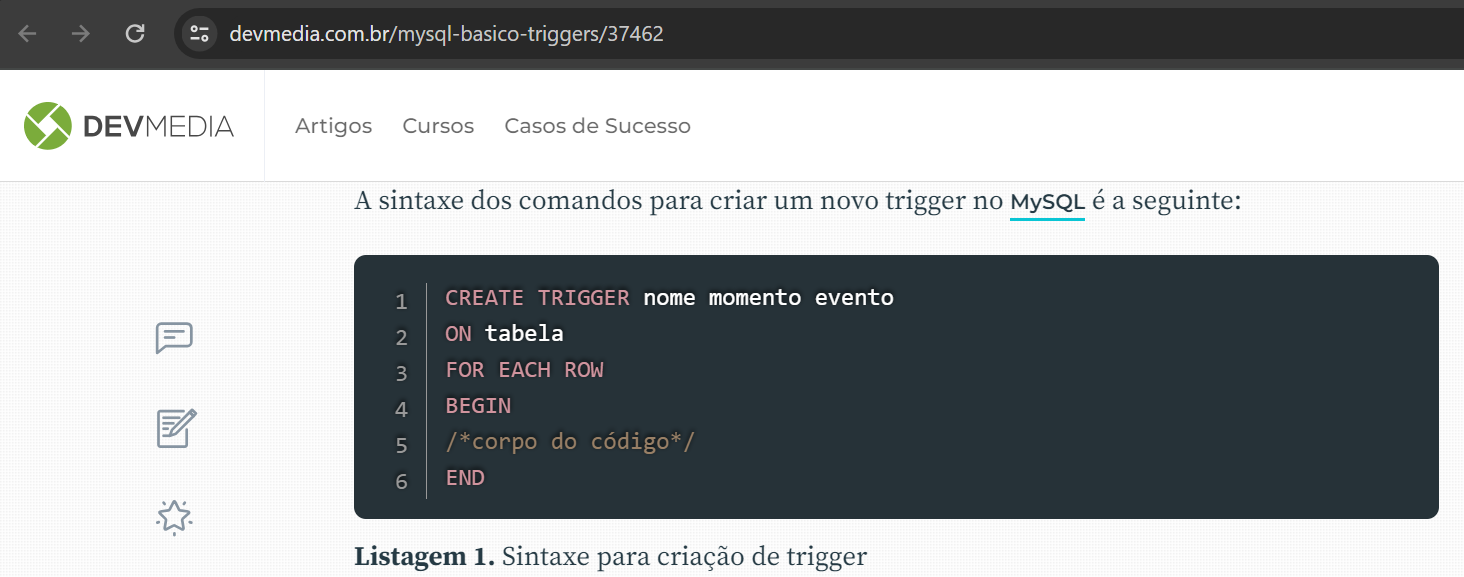 devmedia.com.br/mysql-basico-triggers/37462
DEVMEDIA
Artigos Cursos Casos de Sucesso
A sintaxe dos comandos para criar um novo trigger no MySQL é a seguinte:
1 CREATE TRIGGER nome momento evento
2 ON tabela
3 FOR EACH ROW
4 BEGIN
5 /*corpo do código*/
6 END
Listagem 1. Sintaxe para criação de trigger